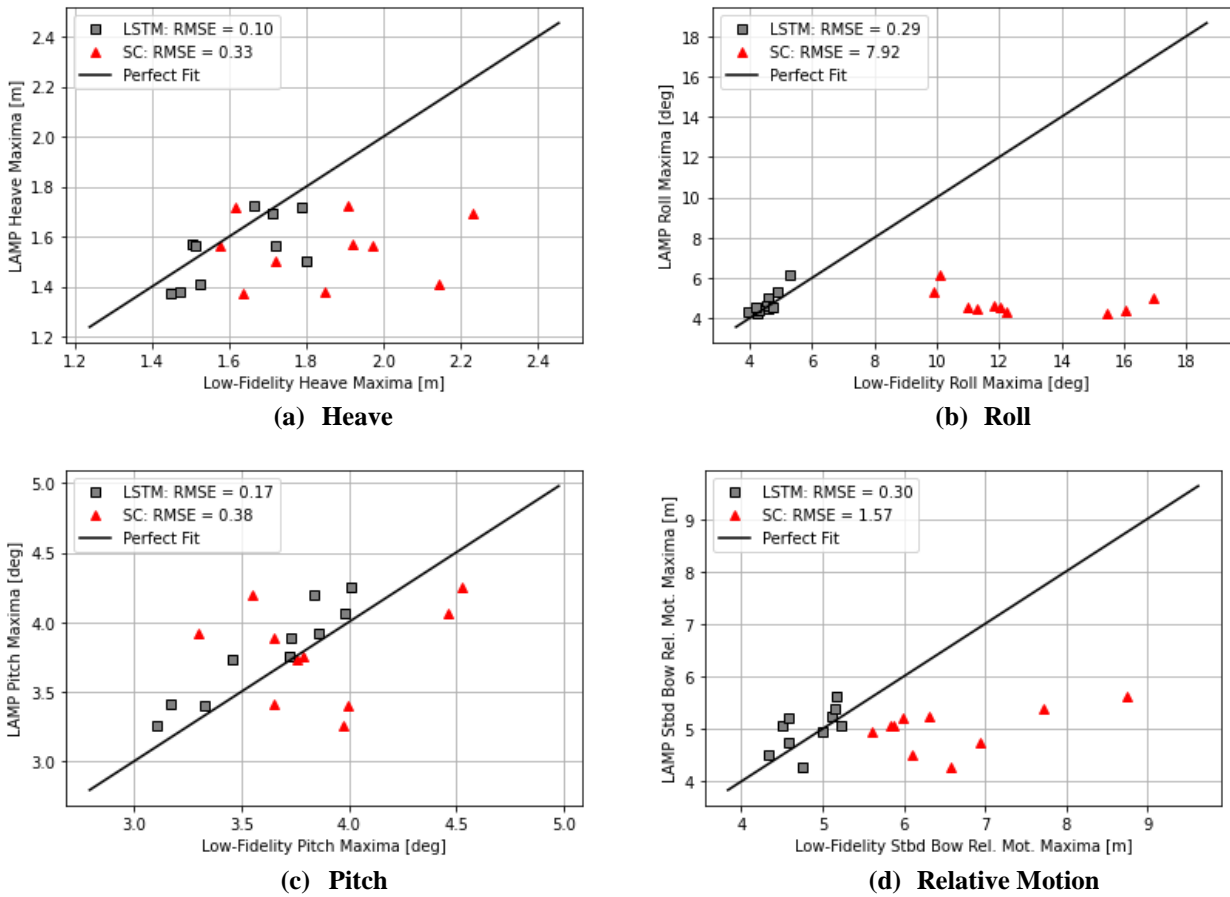 LSTM: RMSE = 0.10
SC: RMSE = 0.33
Perfect Fit
LAMP Heave Maxima [m]
2.4
2.2
2.0
1.8
1.6
1.4
1.2
1.2 1.4 1.6 1.8 2.0 2.2 2.4
Low-Fidelity Heave Maxima [m]
(a) Heave
LSTM: RMSE = 0.29
SC: RMSE = 7.92
Perfect Fit
LAMP Roll Maxima [deg]
18
16
14
12
10
8
6
4
4 6 8 10 12 14 16 18
Low-Fidelity Roll Maxima [deg]
(b) Roll
LSTM: RMSE = 0.17
SC: RMSE = 0.38
Perfect Fit
LAMP Pitch Maxima [deg]
5.0
4.5
4.0
3.5
3.0
3.0 3.5 4.0 4.5 5.0
Low-Fidelity Pitch Maxima [deg]
(c) Pitch
LSTM: RMSE = 0.30
SC: RMSE = 1.57
Perfect Fit
LAMP Stbd Bow Rel. Mot. Maxima [m]
9
8
7
6
5
4
4 5 6 7 8 9
Low-Fidelity Stbd Bow Rel. Mot. Maxima [m]
(d) Relative Motion